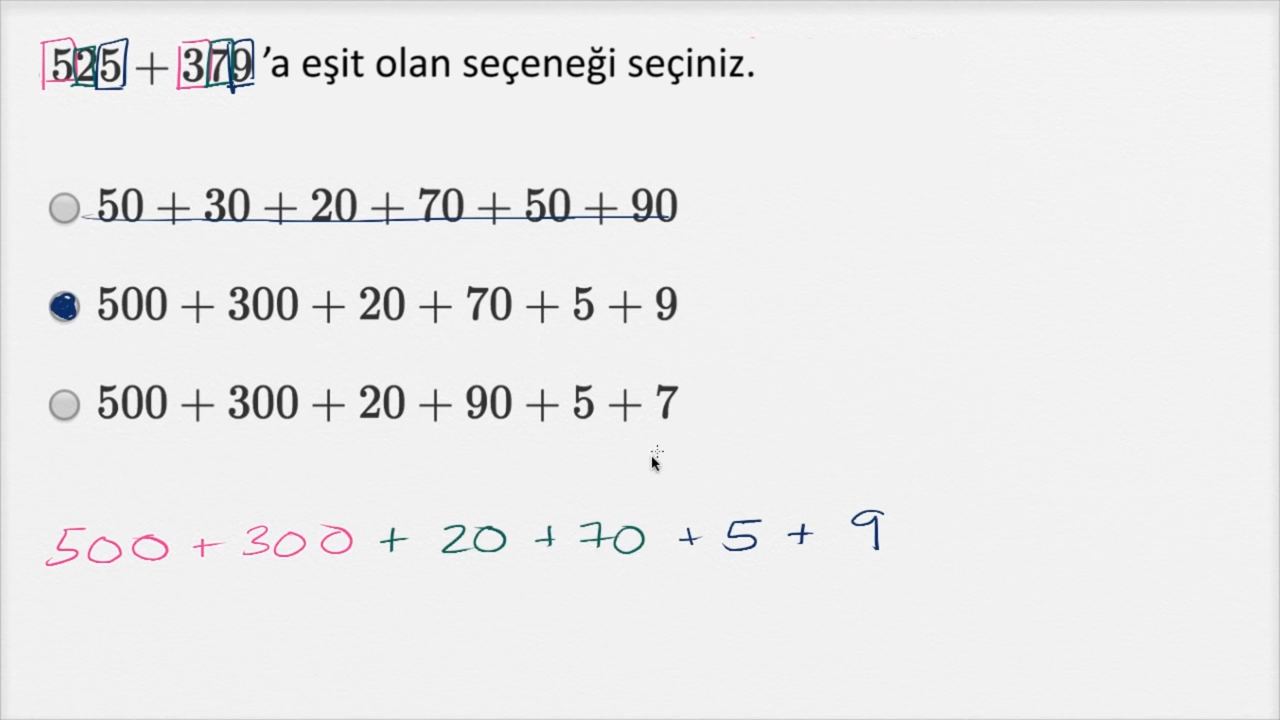 525 + 379 'a eşit olan seçeneği seçiniz.
50 + 30 + 20 + 70 + 50 + 90
500 + 300 + 20 + 70 + 5 + 9
500 + 300 + 20 + 90 + 5 + 7
500 + 300 + 20 + 70 + 5 + 9